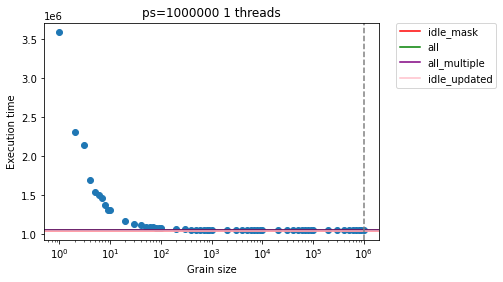 ps=1000000 1 threads
1e6
3.5
3.0
2.5
2.0
1.5
1.0
Execution time
10⁰
10¹
10²
10³
10⁴
10⁵
10⁶
Grain size
idle_mask
all
all_multiple
idle_updated